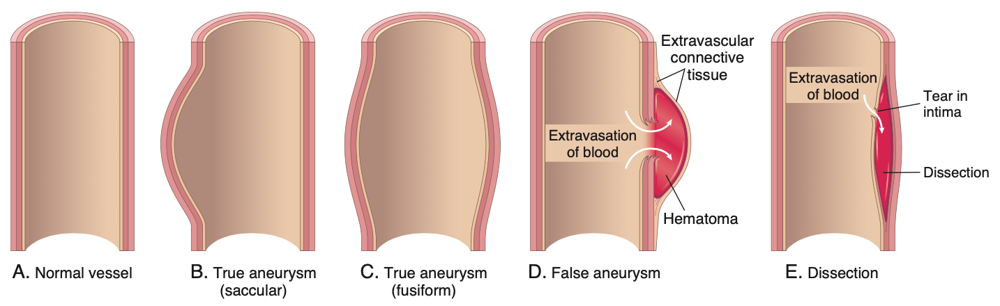 Extravascular
connective
tissue
Extravasation
of blood
Hematoma
Extravasation
of blood
Tear in
intima
Dissection
A. Normal vessel
B. True aneurysm
(saccular)
C. True aneurysm
(fusiform)
D. False aneurysm
E. Dissection